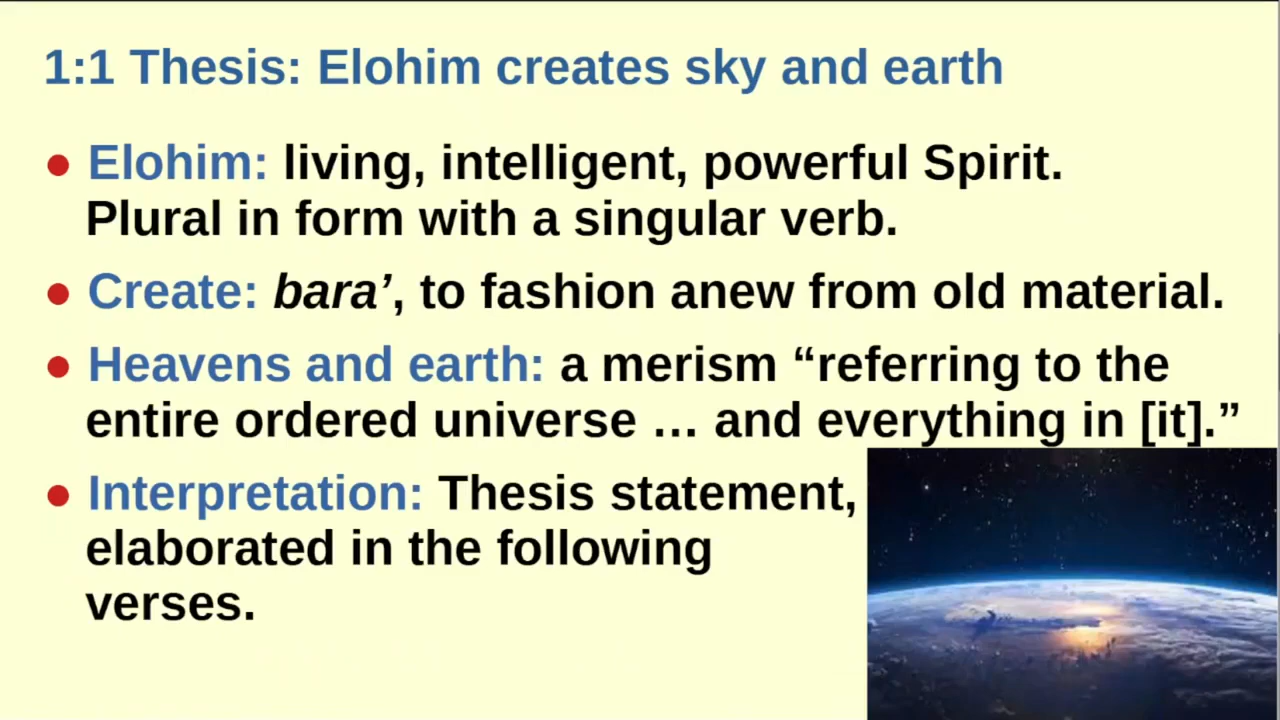 1:1 Thesis: Elohim creates sky and earth
● Elohim: living, intelligent, powerful Spirit.
Plural in form with a singular verb.
● Create: bara’, to fashion anew from old material.
● Heavens and earth: a merism “referring to the
entire ordered universe … and everything in [it].”
● Interpretation: Thesis statement,
elaborated in the following
verses.